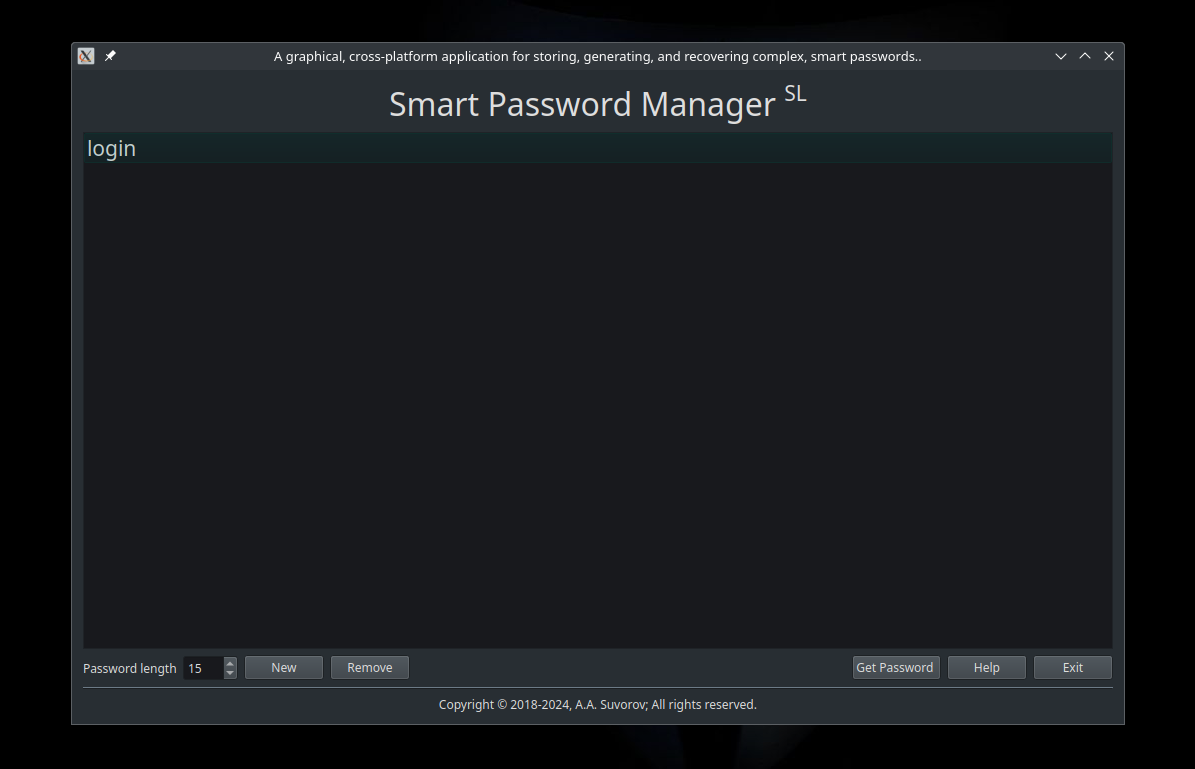 A graphical, cross-platform application for storing, generating, and recovering complex, smart passwords..
Smart Password Manager SL
login
Password length 15 New Remove Get Password Help Exit
Copyright © 2018-2024, A.A. Suvorov; All rights reserved.